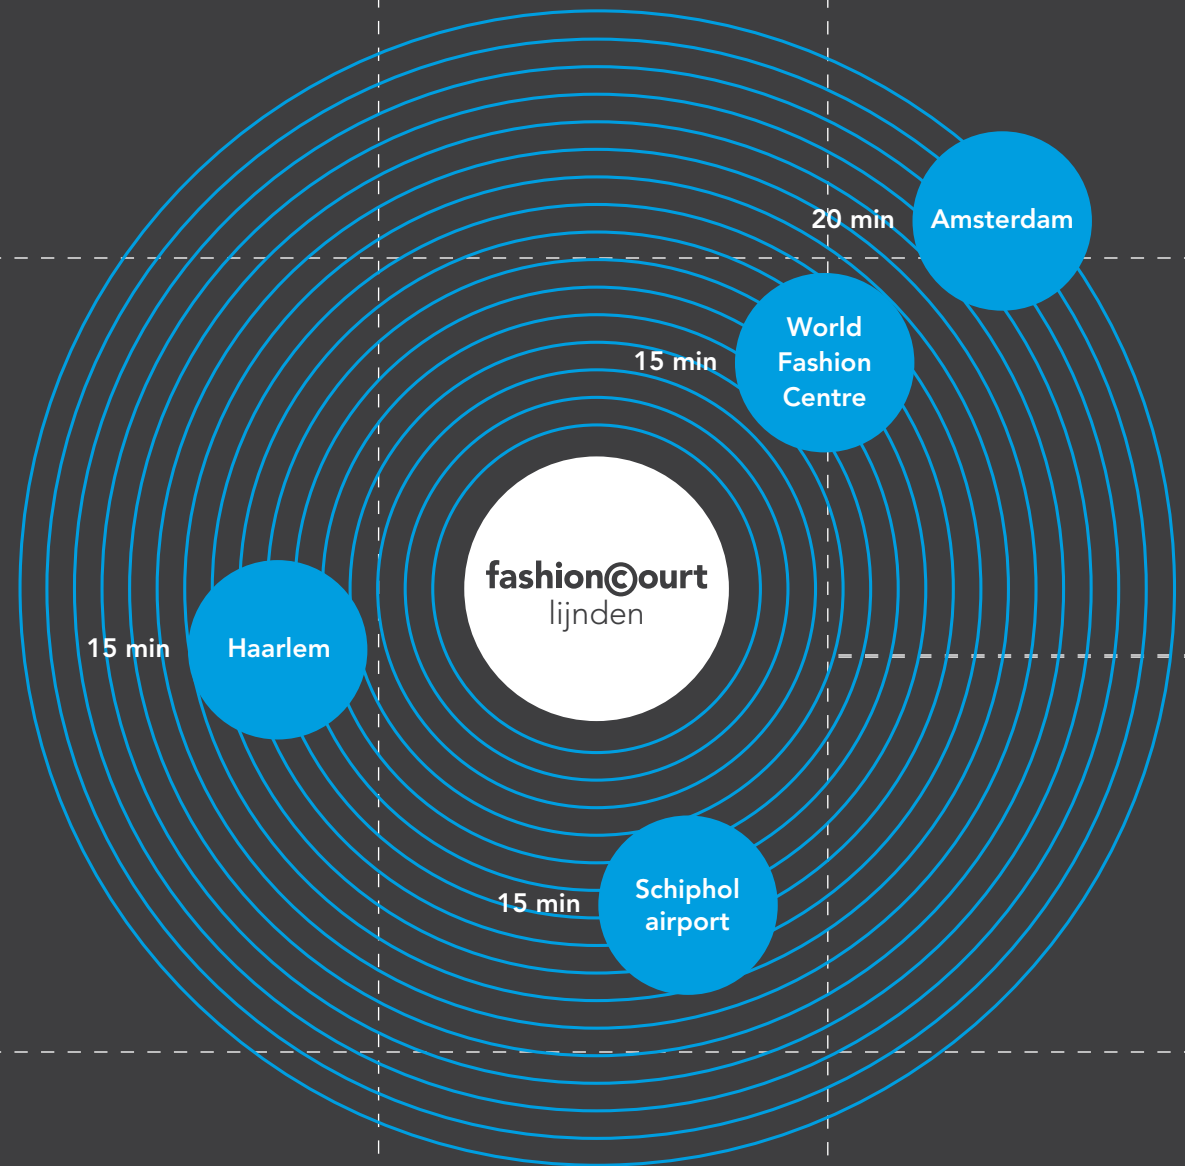 20 min
Amsterdam
World
Fashion
Centre
15 min
fashion©ourt
lijnden
15 min
Haarlem
Schiphol
airport
15 min